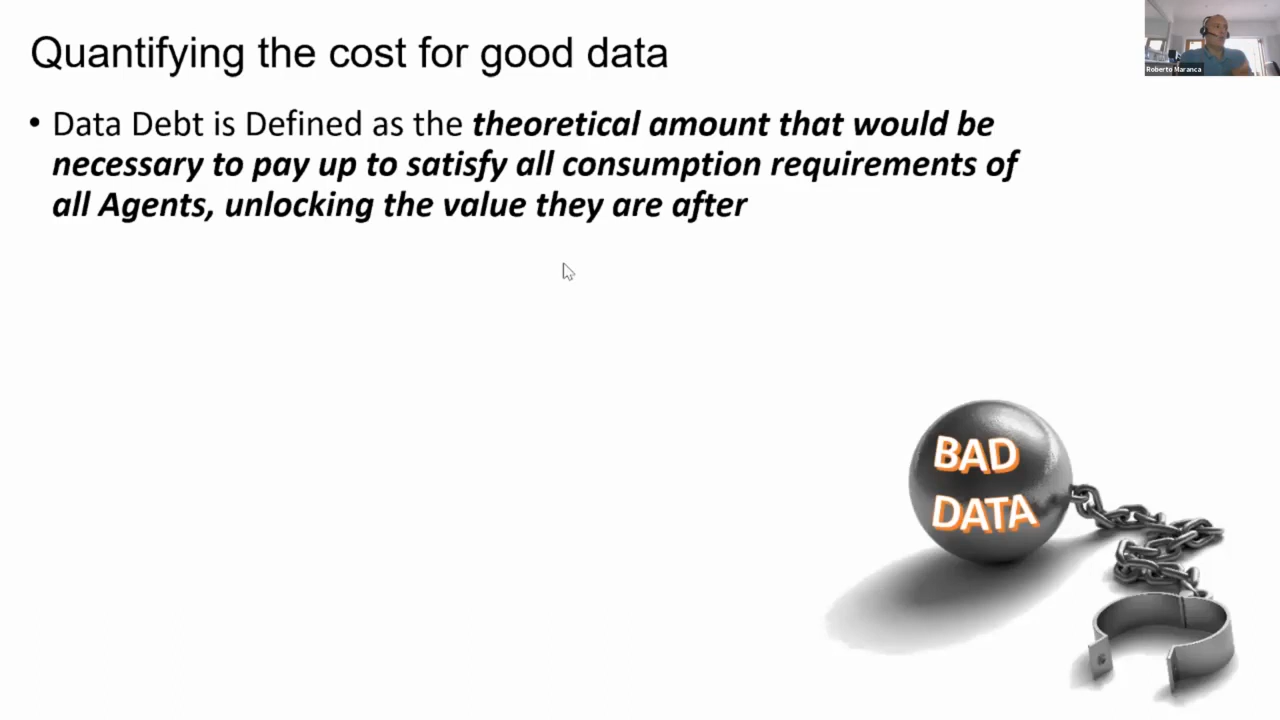 Quantifying the cost for good data
Roberto Maranca
• Data Debt is Defined as the theoretical amount that would be
necessary to pay up to satisfy all consumption requirements of
all Agents, unlocking the value they are after
BAD
DATA